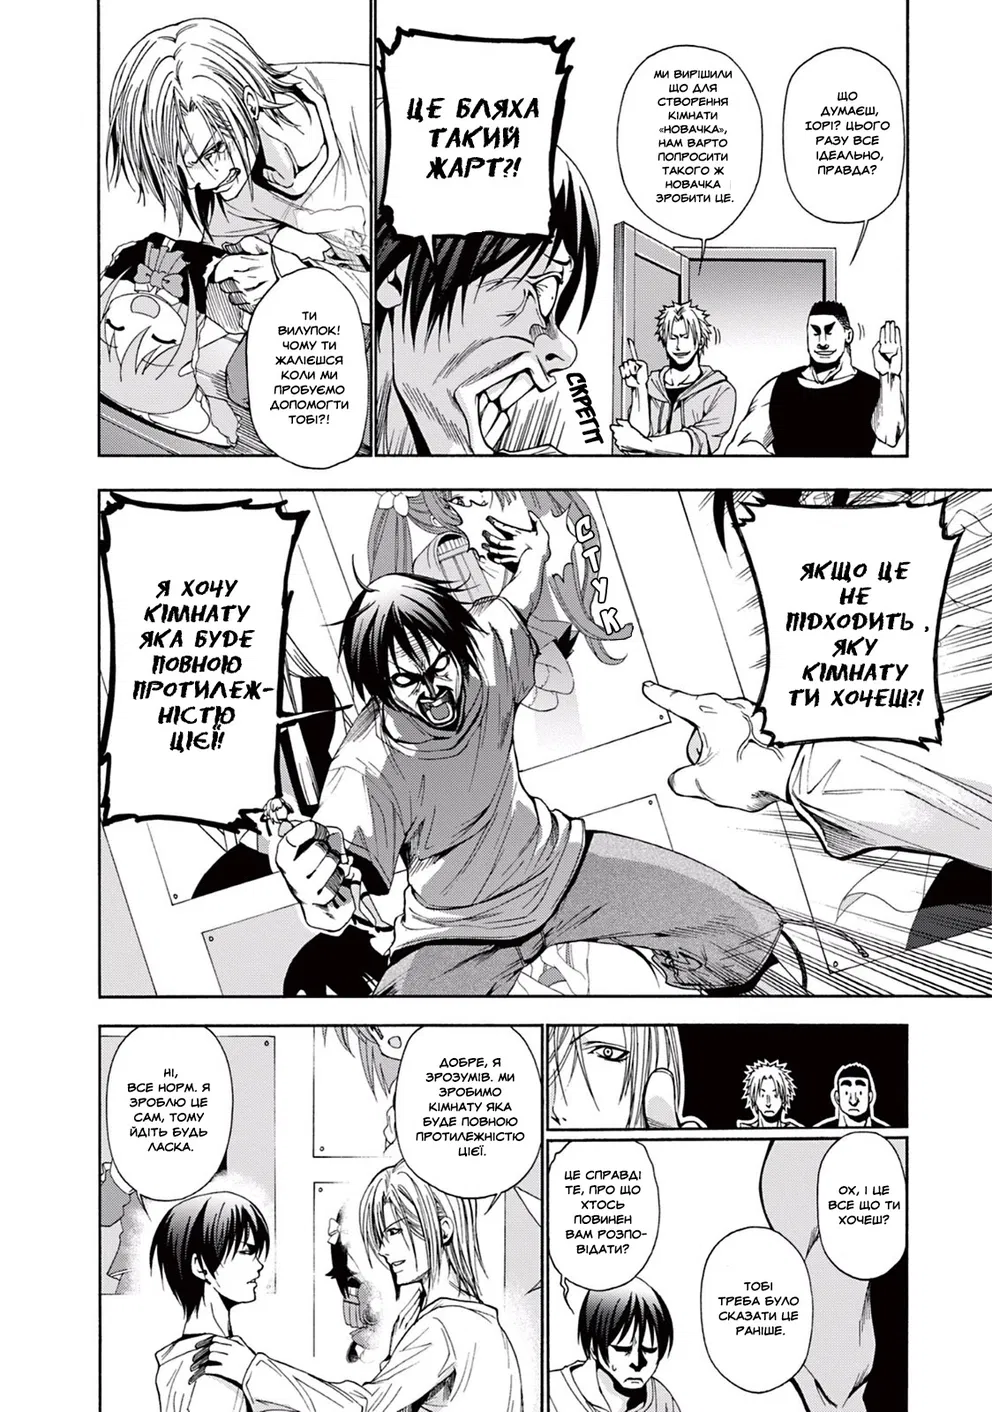 ЩО
ДУМАЄШ,
ІОРІ? ЦЬОГО
РАЗУ ВСЕ
ІДЕАЛЬНО,
ПРАВДА?
МИ ВИРІШИЛИ
ЩО ДЛЯ
СТВОРЕННЯ
КІМНАТИ
«НОВАЧКА»,
НАМ ВАРТО
ПОПРОСИТИ
ТАКОГО Ж
НОВАЧКА
ЗРОБИТИ ЦЕ.
ЦЕ БЛЯХА
ТАКИЙ
ЖАРТ?!
СКРЕГІТ
ТИ
ВИЛУПОК!
ЧОМУ ТИ
ЖАЛІЄШСЯ
КОЛИ МИ
ПРОБУЄМО
ДОПОМОГТИ
ТОБІ?!
ЯКЩО ЦЕ
НЕ
ПІДХОДИТЬ ,
ЯКУ
КІМНАТУ
ТИ ХОЧЕШ?!
СТУК
Я ХОЧУ
КІМНАТУ
ЯКА БУДЕ
ПОВНОЮ
ПРОТИЛЕЖ-
НІСТЮ
ЦІЄЇ!
ОХ, І ЦЕ
ВСЕ ЩО ТИ
ХОЧЕШ?
ТОБІ
ТРЕБА БУЛО
СКАЗАТИ ЦЕ
РАНІШЕ.
ЦЕ СПРАВДІ
ТЕ, ПРО ЩО
ХТОСЬ
ПОВИНЕН
ВАМ РОЗПО-
ВІДАТИ?
ДОБРЕ, Я
ЗРОЗУМІВ. МИ
ЗРОБИМО
КІМНАТУ ЯКА
БУДЕ ПОВНОЮ
ПРОТИЛЕЖНІСТЮ
ЦІЄЇ.
НІ,
ВСЕ НОРМ. Я
ЗРОБЛЮ ЦЕ
САМ, ТОМУ
ЙДІТЬ БУДЬ
ЛАСКА.